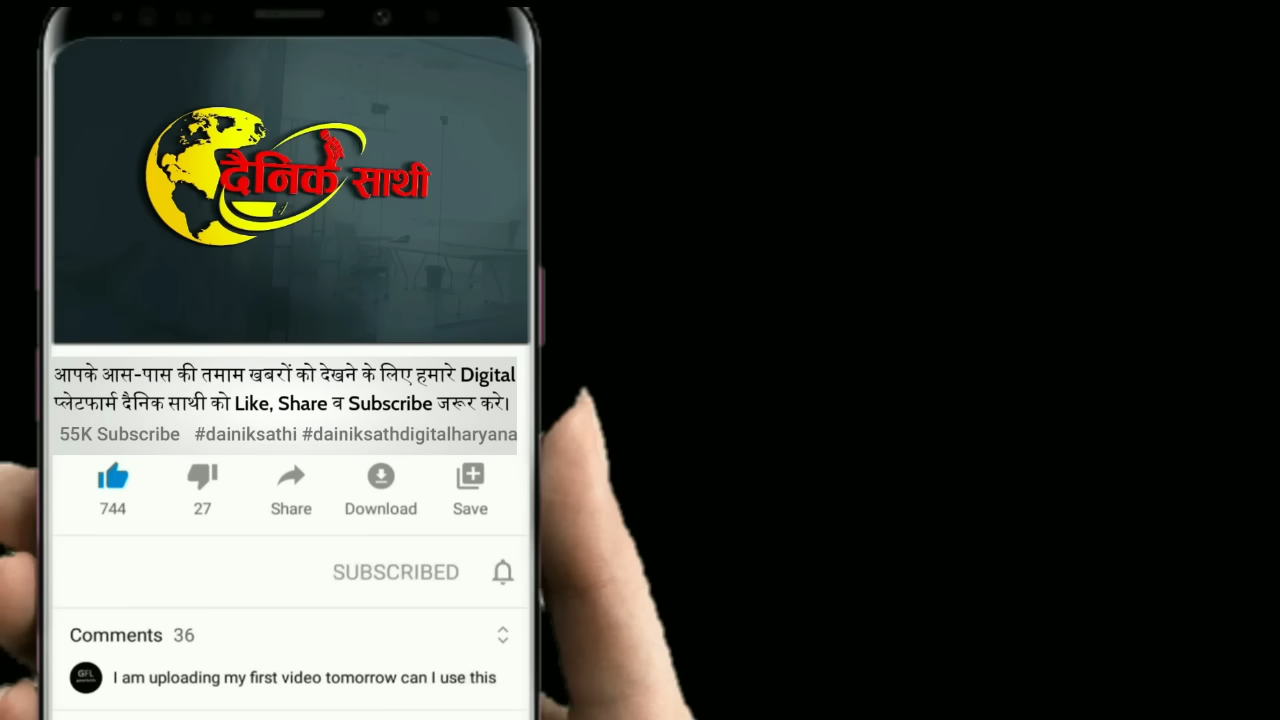 दैनिक साथी
आपके आस-पास की तमाम खबरों को देखने के लिए हमारे Digital
प्लेटफार्म दैनिक साथी को Like, Share व Subscribe जरूर करे।
55K Subscribe #dainiksathi #dainiksathdigitalharyana
744 27 Share Download Save
SUBSCRIBED
Comments 36
GFL
I am uploading my first video tomorrow can I use this